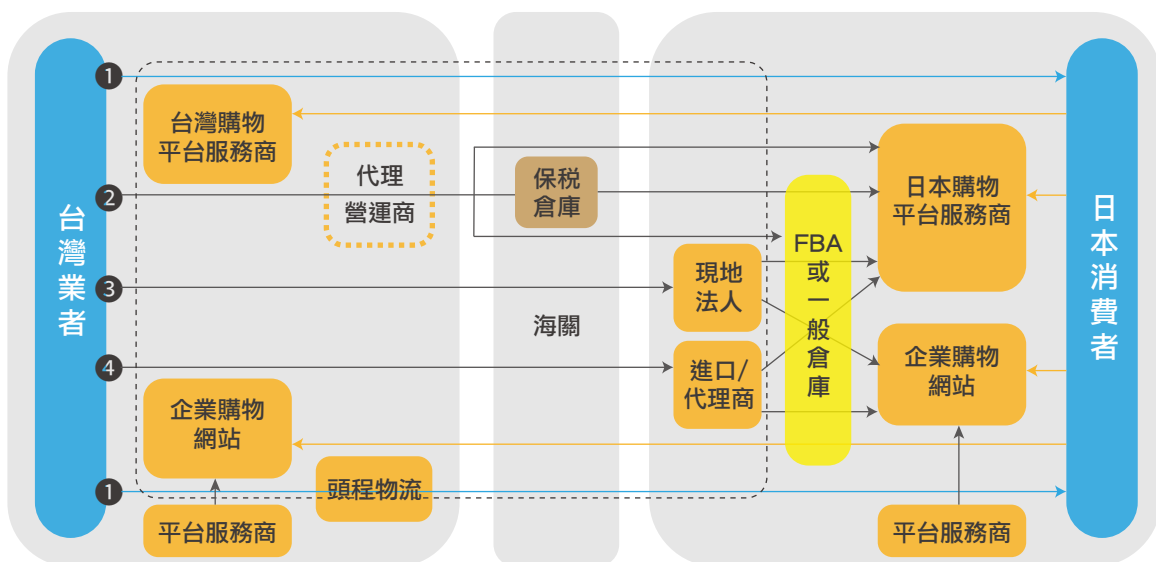 台灣業者
1
台灣購物
平台服務商
2
代理
營運商
保稅
倉庫
日本購物
平台服務商
FBA
或
一
般
倉
庫
3
現地
法人
海關
4
進口/
代理商
企業購物
網站
企業購物
網站
1
頭程物流
平台服務商
平台服務商
日本消費者